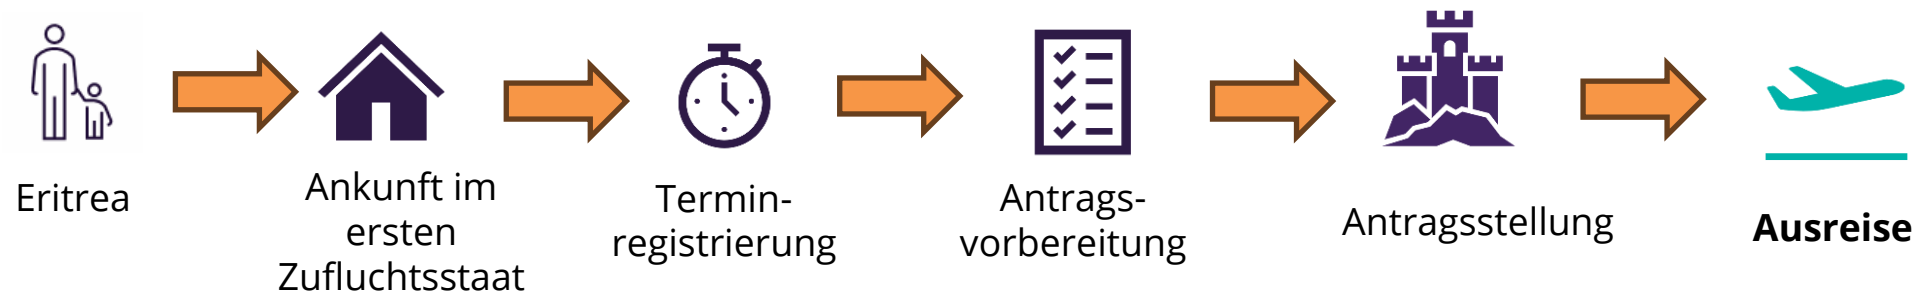 Eritrea
Ankunft im
ersten
Zufluchtsstaat
Termin-
registrierung
Antrags-
vorbereitung
Antragsstellung
Ausreise